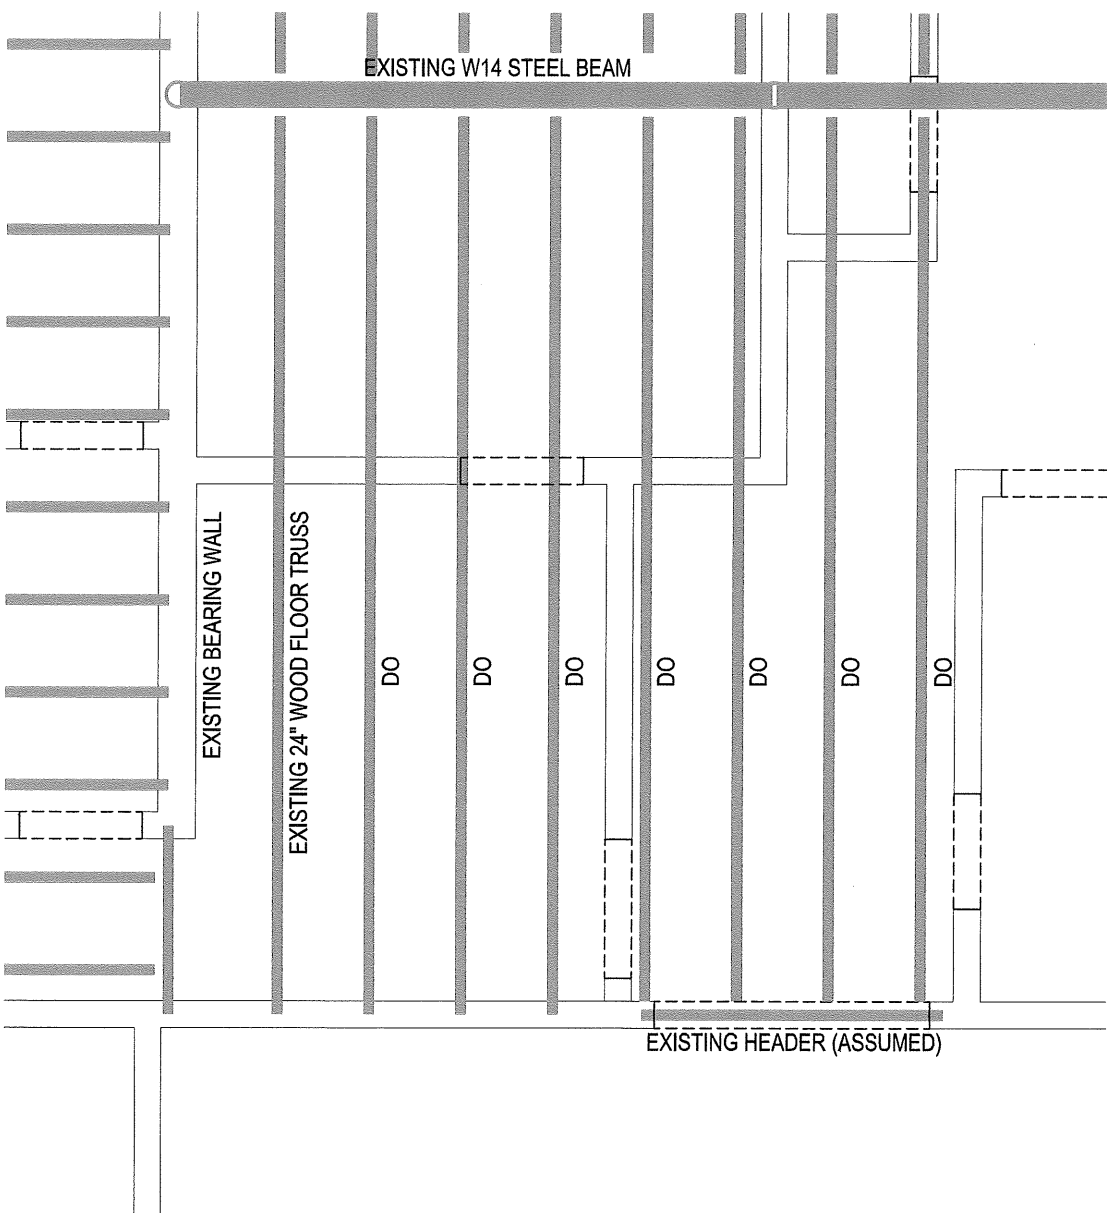 EXISTING W14 STEEL BEAM
EXISTING BEARING WALL
EXISTING 24" WOOD FLOOR TRUSS
DO
DO
DO
DO
DO
DO
DO
EXISTING HEADER (ASSUMED)